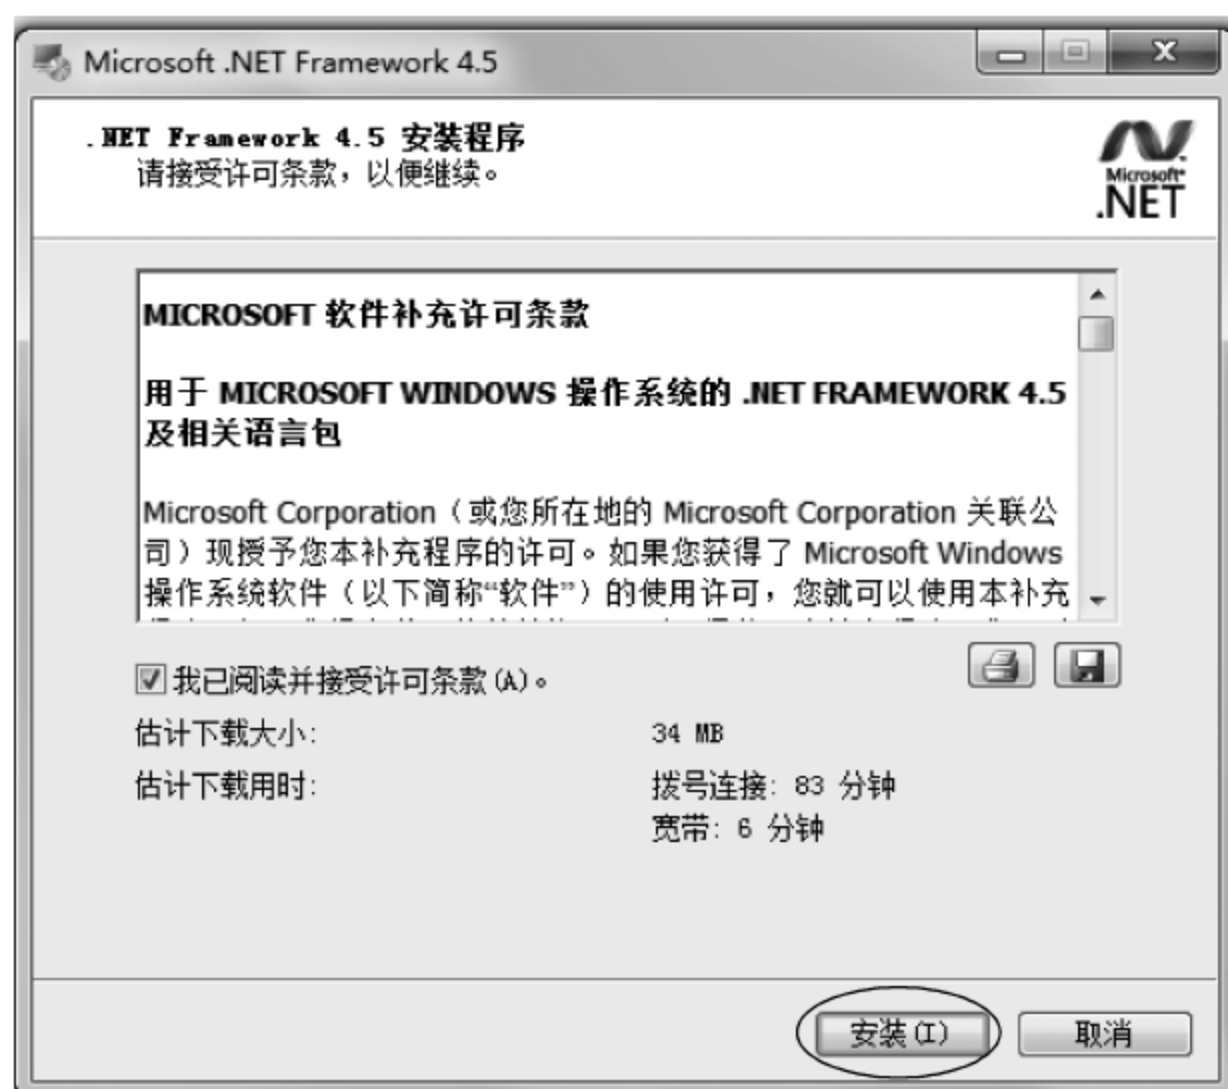 Microsoft .NET Framework 4.5
.NET Framework 4.5 安装程序
请接受许可条款，以便继续。
Microsoft®
.NET
MICROSOFT 软件补充许可条款
用于 MICROSOFT WINDOWS 操作系统的 .NET FRAMEWORK 4.5
及相关语言包
Microsoft Corporation（或您所在地的 Microsoft Corporation 关联公
司）现授予您本补充程序的许可。如果您获得了 Microsoft Windows
操作系统软件（以下简称“软件”）的使用许可，您就可以使用本补充
我已阅读并接受许可条款(A)。
估计下载大小: 34 MB
估计下载用时: 拨号连接: 83 分钟
宽带: 6 分钟
安装(I)
取消